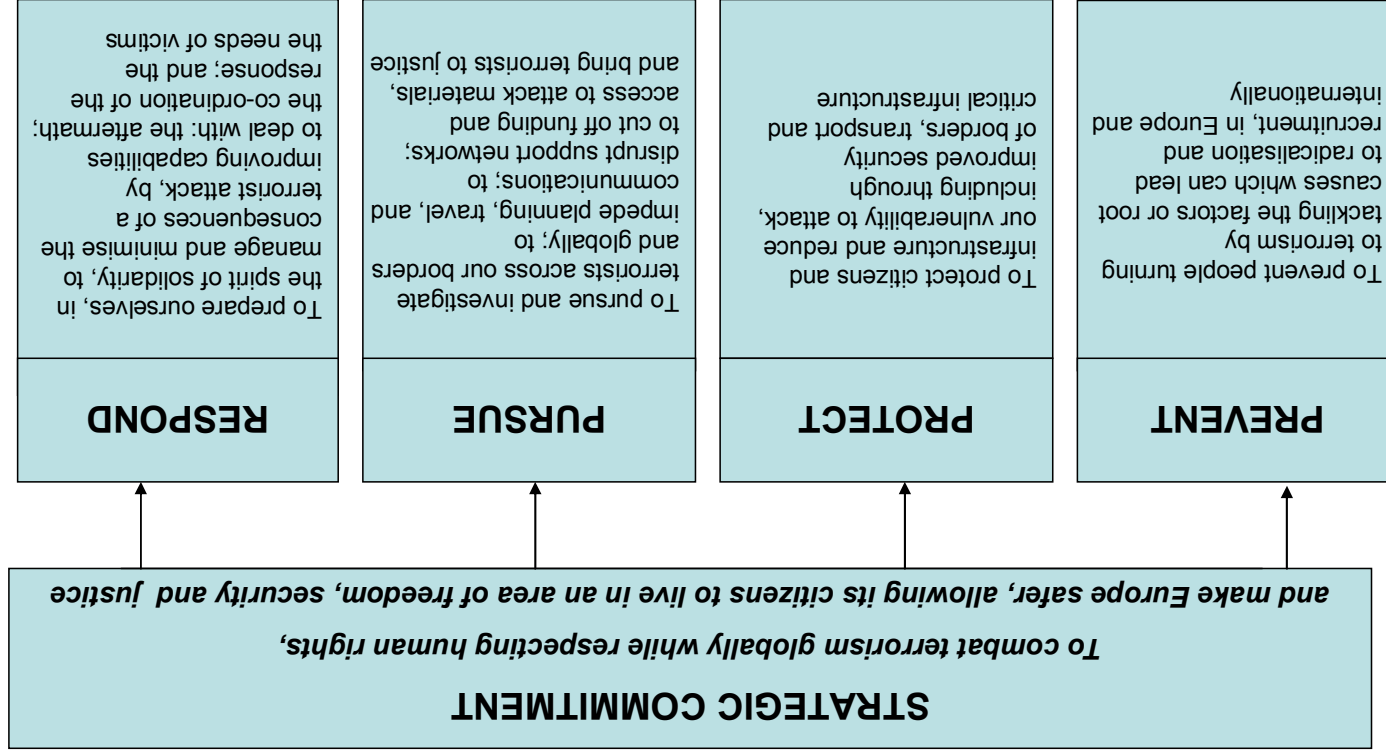 STRATEGIC COMMITMENT
To combat terrorism globally while respecting human rights,
and make Europe safer, allowing its citizens to live in an area of freedom, security and justice
PREVENT
To prevent people turning
to terrorism by
tackling the factors or root
causes which can lead
to radicalisation and
recruitment, in Europe and
internationally
PROTECT
To protect citizens and
infrastructure and reduce
our vulnerability to attack,
including through
improved security
of borders, transport and
critical infrastructure
PURSUE
To pursue and investigate
terrorists across our borders
and globally; to
impede planning, travel, and
communications; to
disrupt support networks;
to cut off funding and
access to attack materials,
and bring terrorists to justice
RESPOND
To prepare ourselves, in
the spirit of solidarity, to
manage and minimise the
consequences of a
terrorist attack, by
improving capabilities
to deal with: the aftermath;
the co-ordination of the
response; and the
the needs of victims